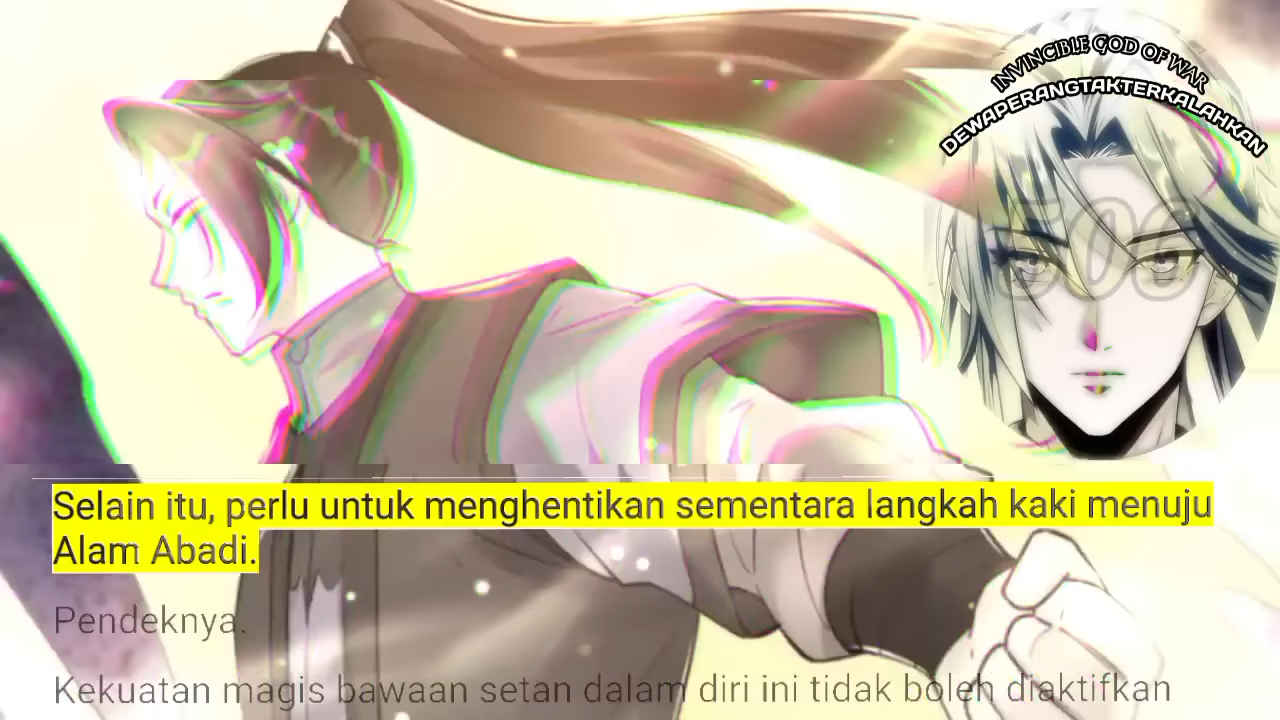 INVINCIBLE GOD OF WAR
DEWAPERANGTAKTERKALAHKAN
506
Selain itu, perlu untuk menghentikan sementara langkah kaki menuju
Alam Abadi.
Pendeknya.
Kekuatan magis bawaan setan dalam diri ini tidak boleh diaktifkan